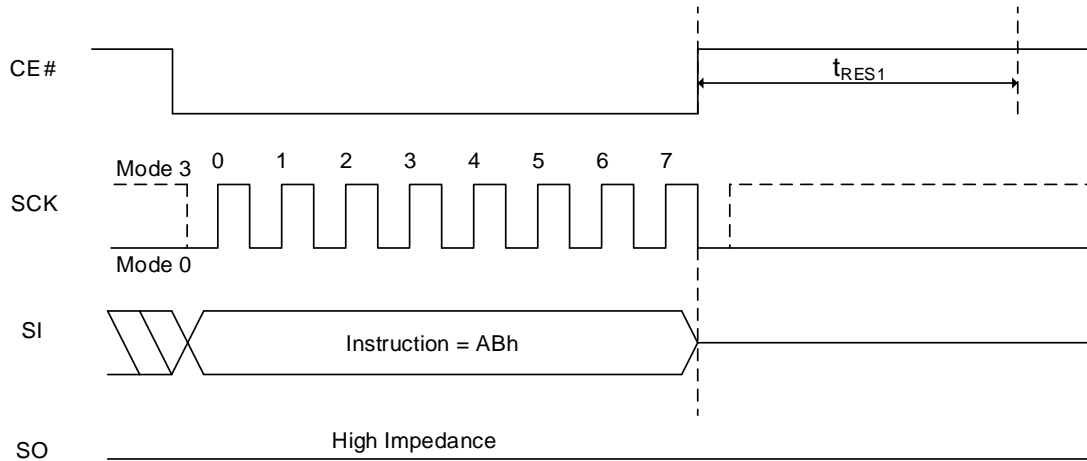 CE#
tRES1
Mode 3
0 1 2 3 4 5 6 7
SCK
Mode 0
SI
Instruction = ABh
High Impedance
SO